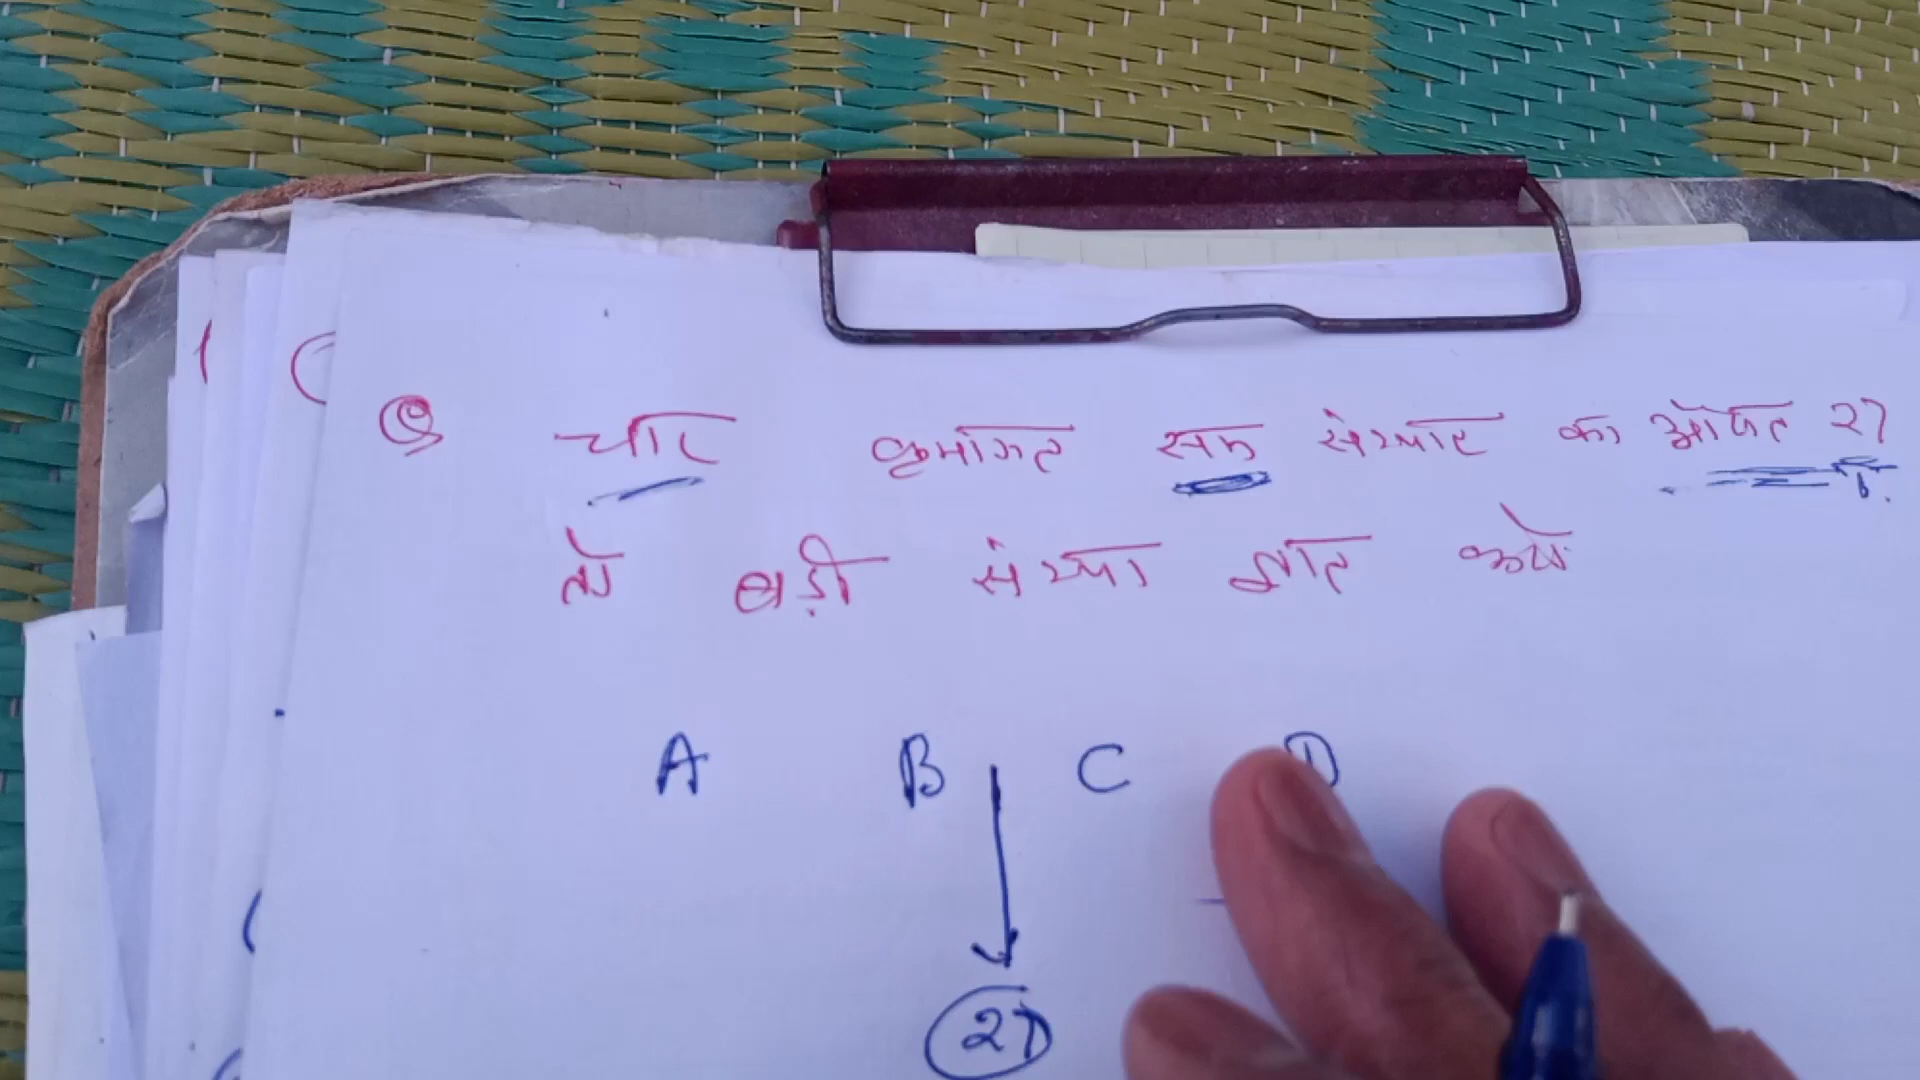 चार क्रमागत सम संख्याए का औसत 27
तो बड़ी संख्या ज्ञात करो
A B C D
27